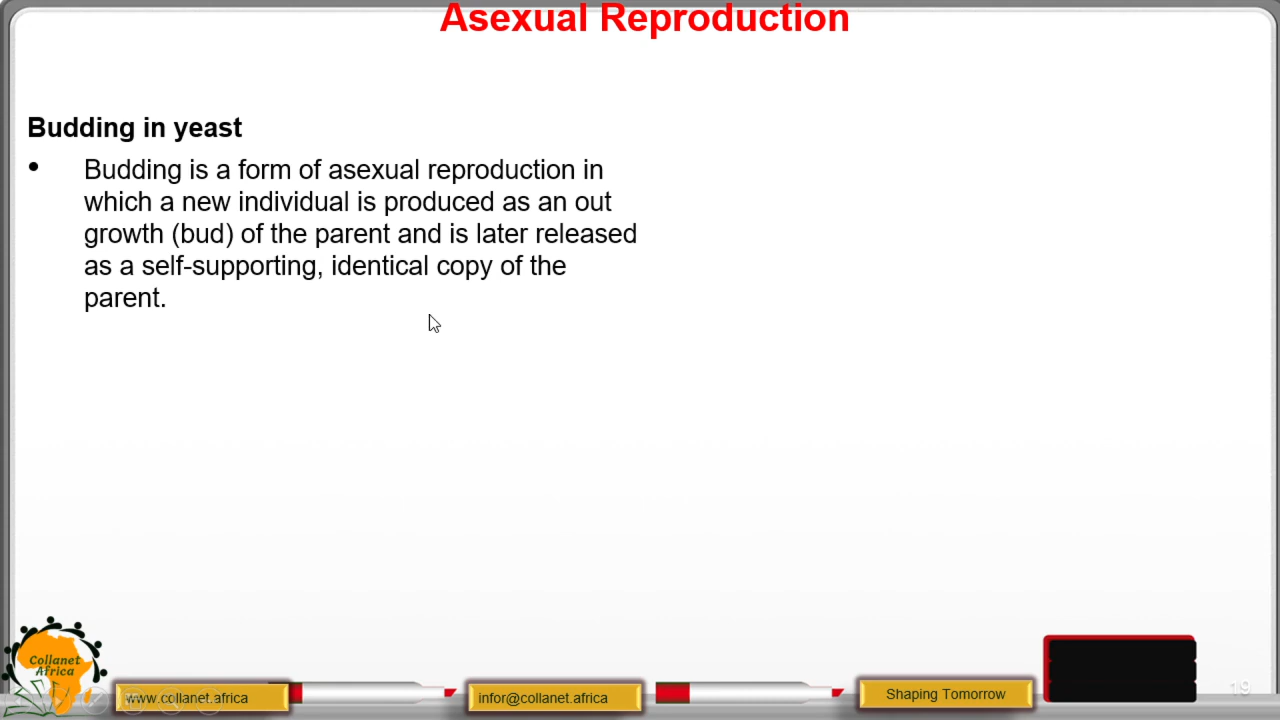 Asexual Reproduction
Budding in yeast
• Budding is a form of asexual reproduction in
which a new individual is produced as an out
growth (bud) of the parent and is later released
as a self-supporting, identical copy of the
parent.
Collanet
Africa
www.collanet.africa
infor@collanet.africa
Shaping Tomorrow
19